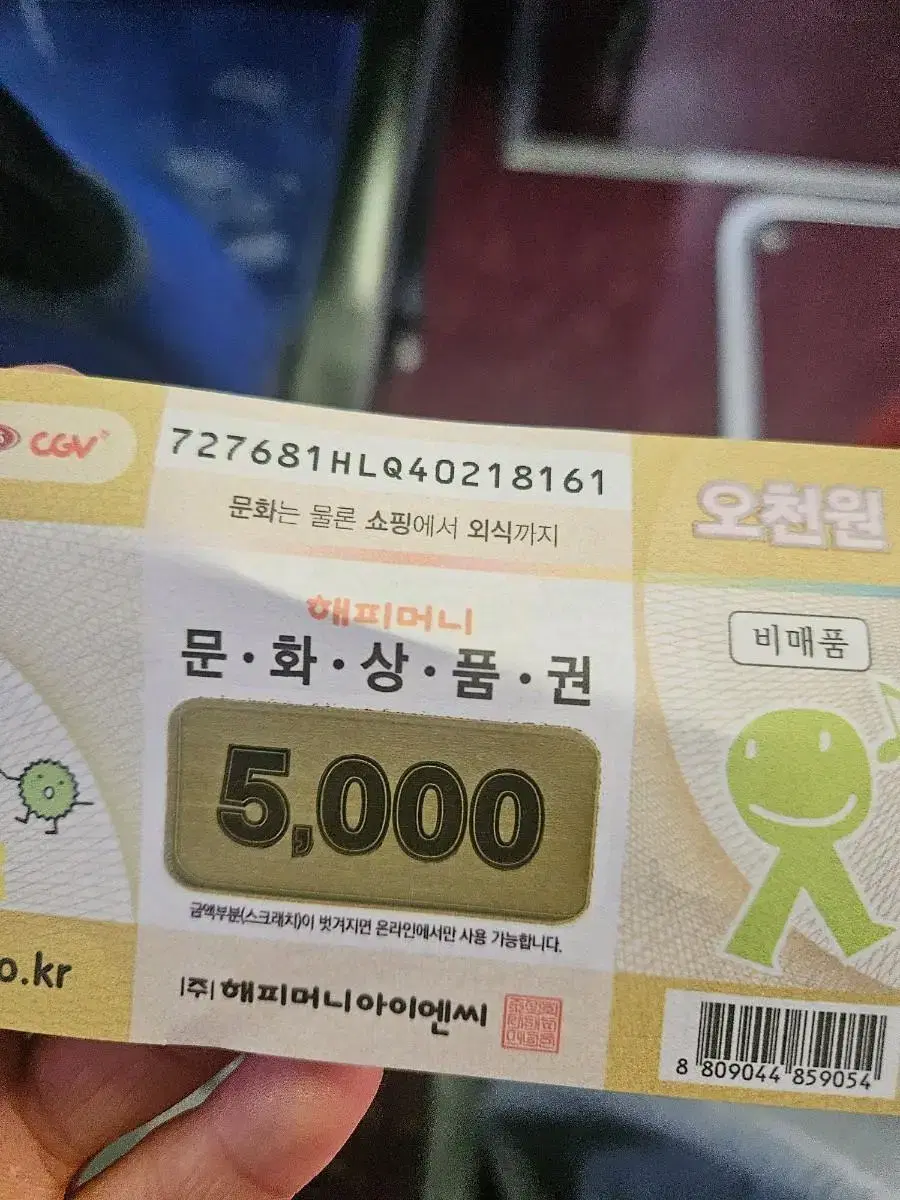 CGV
727681HLQ40218161
문화는 물론 쇼핑에서 외식까지
오천원
해피머니
문·화·상·품·권
비매품
5,000
금액부분(스크래치)이 벗겨지면 온라인에서만 사용 가능합니다.
o.kr
(주)해피머니아이엔씨
8 809044 859054